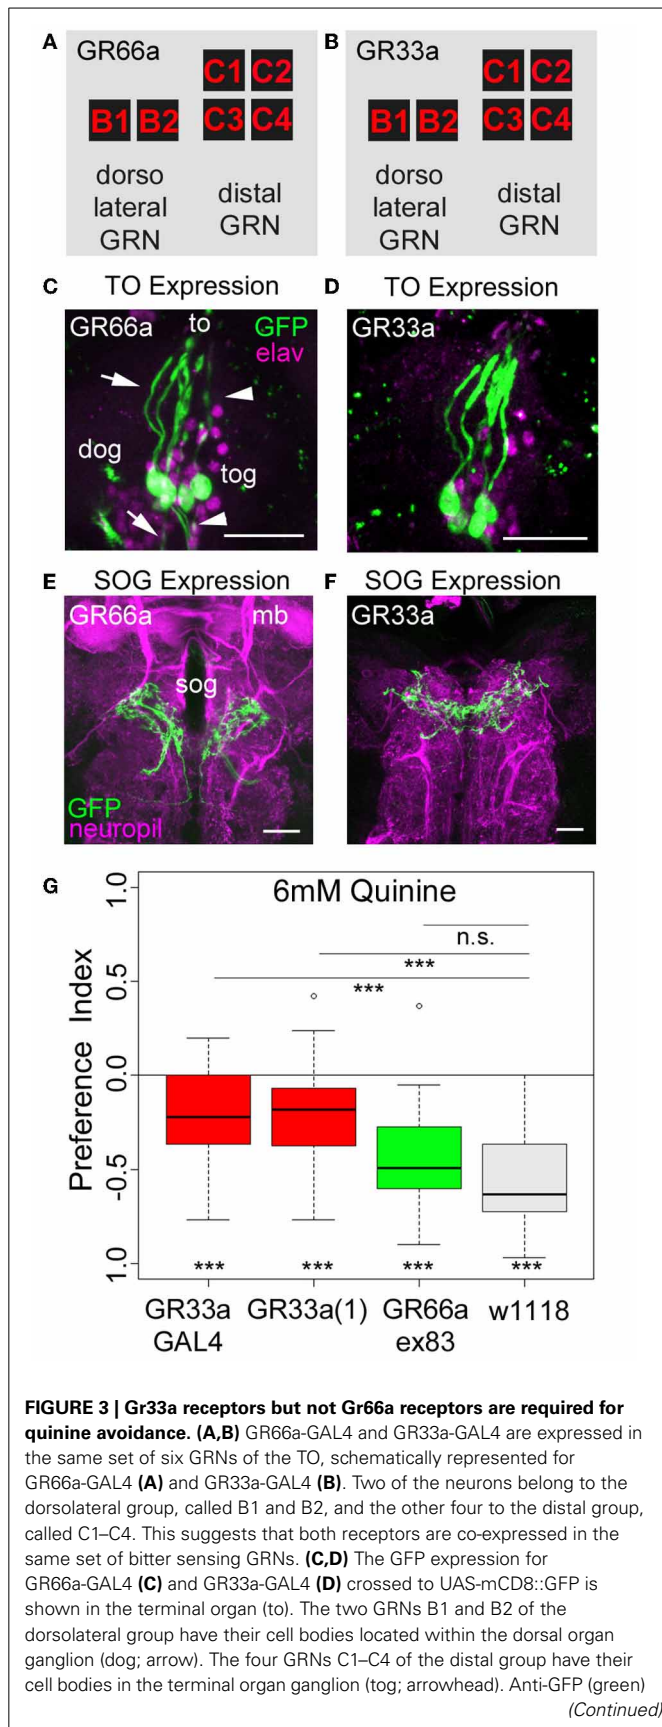 A
GR66a
C1 C2
B1 B2 C3 C4
dorso
lateral
GRN
distal
GRN
B
GR33a
C1 C2
B1 B2 C3 C4
dorso
lateral
GRN
distal
GRN
C TO Expression
GR66a
to
GFP
elav
dog
tog
D TO Expression
GR33a
E SOG Expression
GR66a
mb
sog
GFP
neuropil
F SOG Expression
GR33a
G
6mM Quinine
Preference Index
1.0
0.5
0.0
-0.5
1.0
n.s.
***
***
*** *** *** ***
GR33a
GAL4
GR33a(1)
GR66a
ex83
w1118
FIGURE 3 | Gr33a receptors but not Gr66a receptors are required for
quinine avoidance. (A,B) GR66a-GAL4 and GR33a-GAL4 are expressed in
the same set of six GRNs of the TO, schematically represented for
GR66a-GAL4 (A) and GR33a-GAL4 (B). Two of the neurons belong to the
dorsolateral group, called B1 and B2, and the other four to the distal group,
called C1–C4. This suggests that both receptors are co-expressed in the
same set of bitter sensing GRNs. (C,D) The GFP expression for
GR66a-GAL4 (C) and GR33a-GAL4 (D) crossed to UAS-mCD8::GFP is
shown in the terminal organ (to). The two GRNs B1 and B2 of the
dorsolateral group have their cell bodies located within the dorsal organ
ganglion (dog; arrow). The four GRNs C1–C4 of the distal group have their
cell bodies in the terminal organ ganglion (tog; arrowhead). Anti-GFP (green)
(Continued)